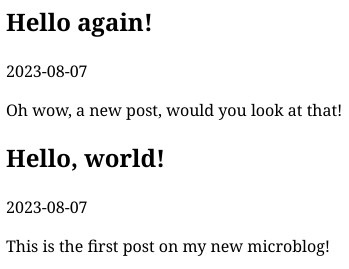 Hello again!
2023-08-07
Oh wow, a new post, would you look at that!
Hello, world!
2023-08-07
This is the first post on my new microblog!